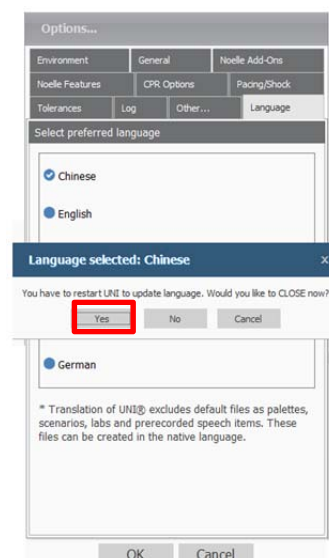 Options...
Environment General Noelle Add-Ons
Noelle Features CPR Options Pacing/Shock
Tolerances Log Other... Language
Select preferred language
Chinese
English
Language selected: Chinese x
You have to restart UNI to update language. Would you like to CLOSE now?
Yes No Cancel
German
* Translation of UNI® excludes default files as palettes,
scenarios, labs and prerecorded speech items. These
files can be created in the native language.
OK Cancel